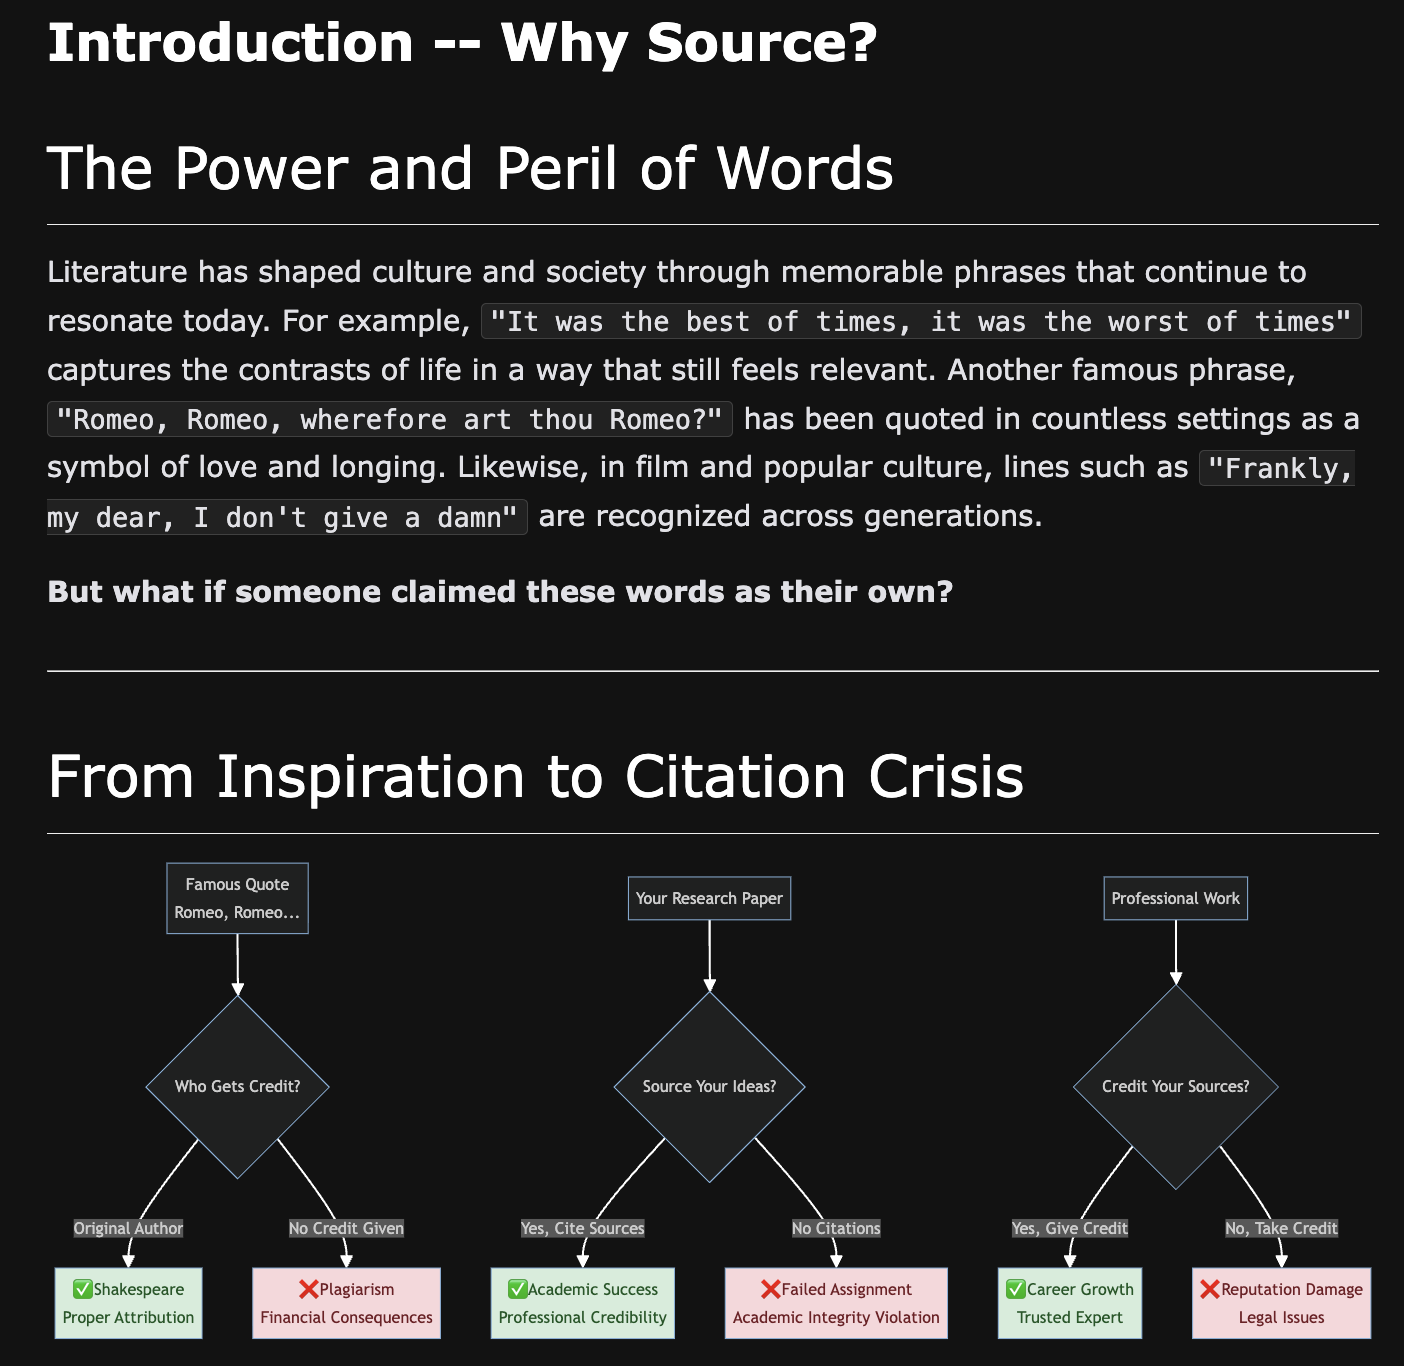 Introduction -- Why Source?
The Power and Peril of Words
Literature has shaped culture and society through memorable phrases that continue to
resonate today. For example, "It was the best of times, it was the worst of times"
captures the contrasts of life in a way that still feels relevant. Another famous phrase,
"Romeo, Romeo, wherefore art thou Romeo?" has been quoted in countless settings as a
symbol of love and longing. Likewise, in film and popular culture, lines such as "Frankly,
my dear, I don't give a damn" are recognized across generations.
But what if someone claimed these words as their own?
From Inspiration to Citation Crisis
Famous Quote
Romeo, Romeo...
Who Gets Credit?
Original Author
No Credit Given
✅Shakespeare
Proper Attribution
❌Plagiarism
Financial Consequences
Your Research Paper
Source Your Ideas?
Yes, Cite Sources
No Citations
✅Academic Success
Professional Credibility
❌Failed Assignment
Academic Integrity Violation
Professional Work
Credit Your Sources?
Yes, Give Credit
No, Take Credit
✅Career Growth
Trusted Expert
❌Reputation Damage
Legal Issues